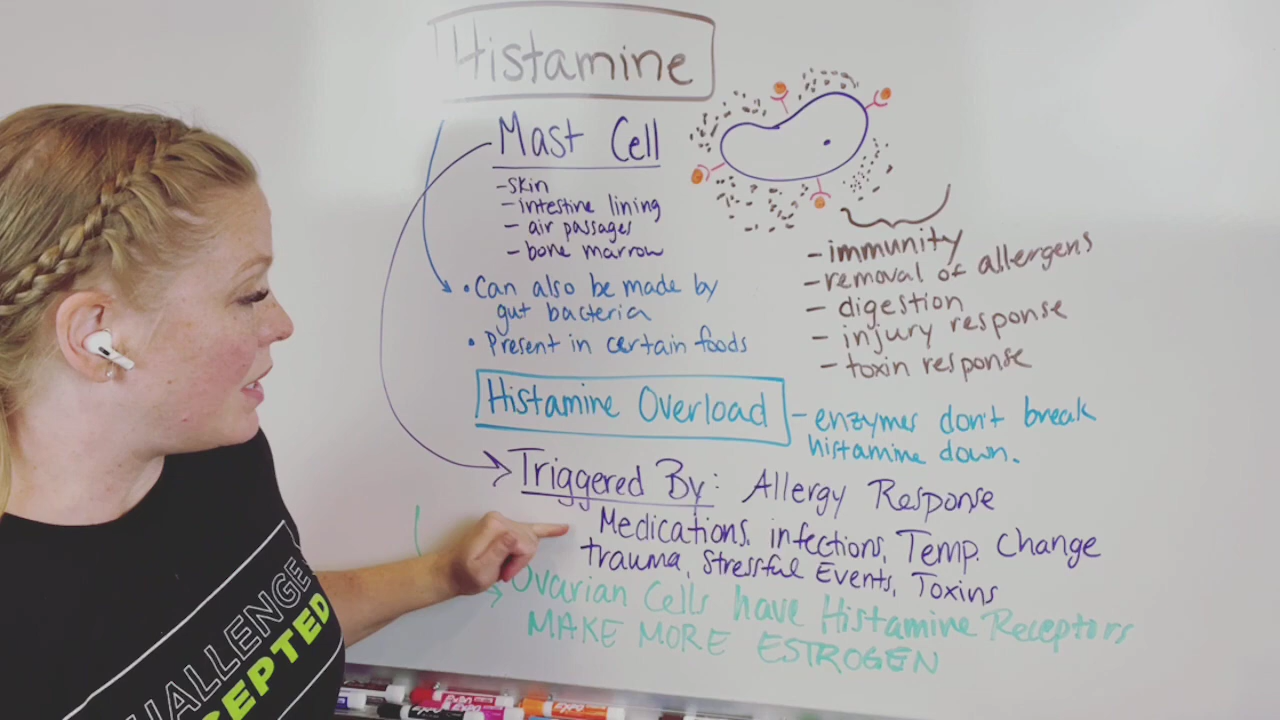 Histamine
Mast Cell
-skin
- intestine lining
- air passages
- bone marrow
• Can also be made by
gut bacteria
• Present in certain foods
- immunity
- removal of allergens
- digestion
- injury response
- toxin response
Histamine Overload
- enzymes don't break
histamine down.
Triggered By: Allergy Response
Medications, infections, Temp. Change
trauma, Stressful Events, Toxins
Ovarian Cells have Histamine Receptors
MAKE MORE ESTROGEN
CHALLENGE
CCEPTED
EXPO